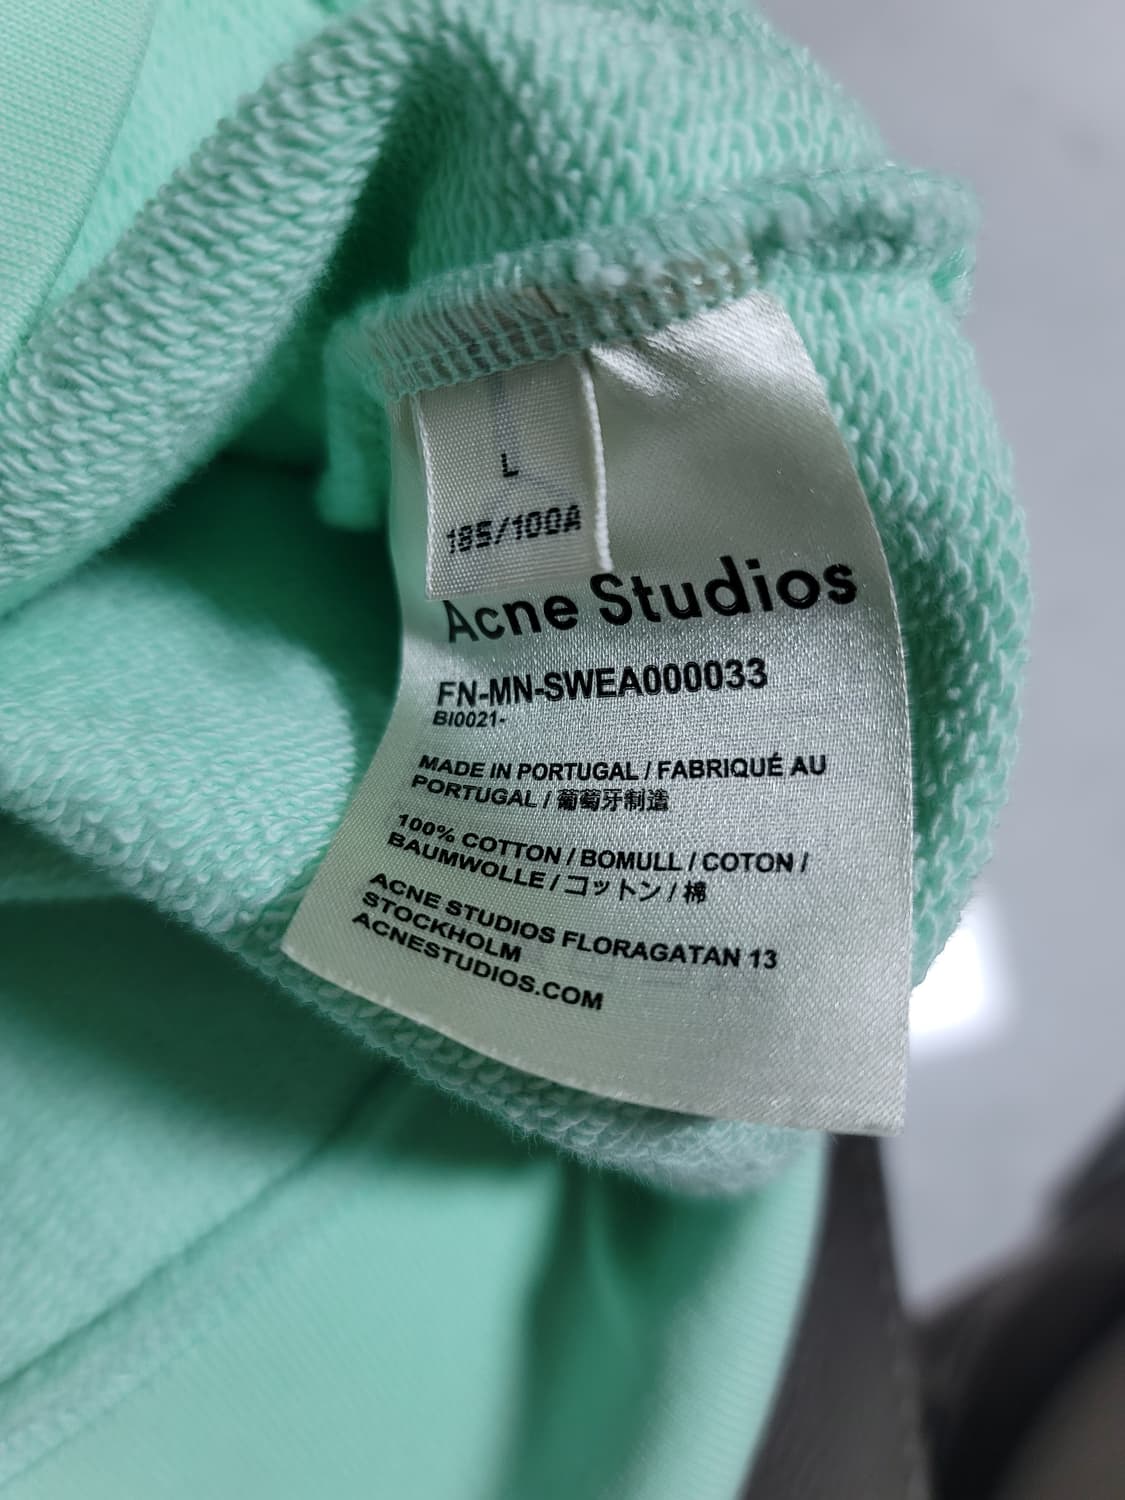 L
185/100A
Acne Studios
FN-MN-SWEA000033
BI0021-
MADE IN PORTUGAL / FABRIQUÉ AU
PORTUGAL / 葡萄牙制造
100% COTTON / BOMULL / COTON /
BAUMWOLLE / コットン / 棉
ACNE STUDIOS FLORAGATAN 13
STOCKHOLM
ACNESTUDIOS.COM